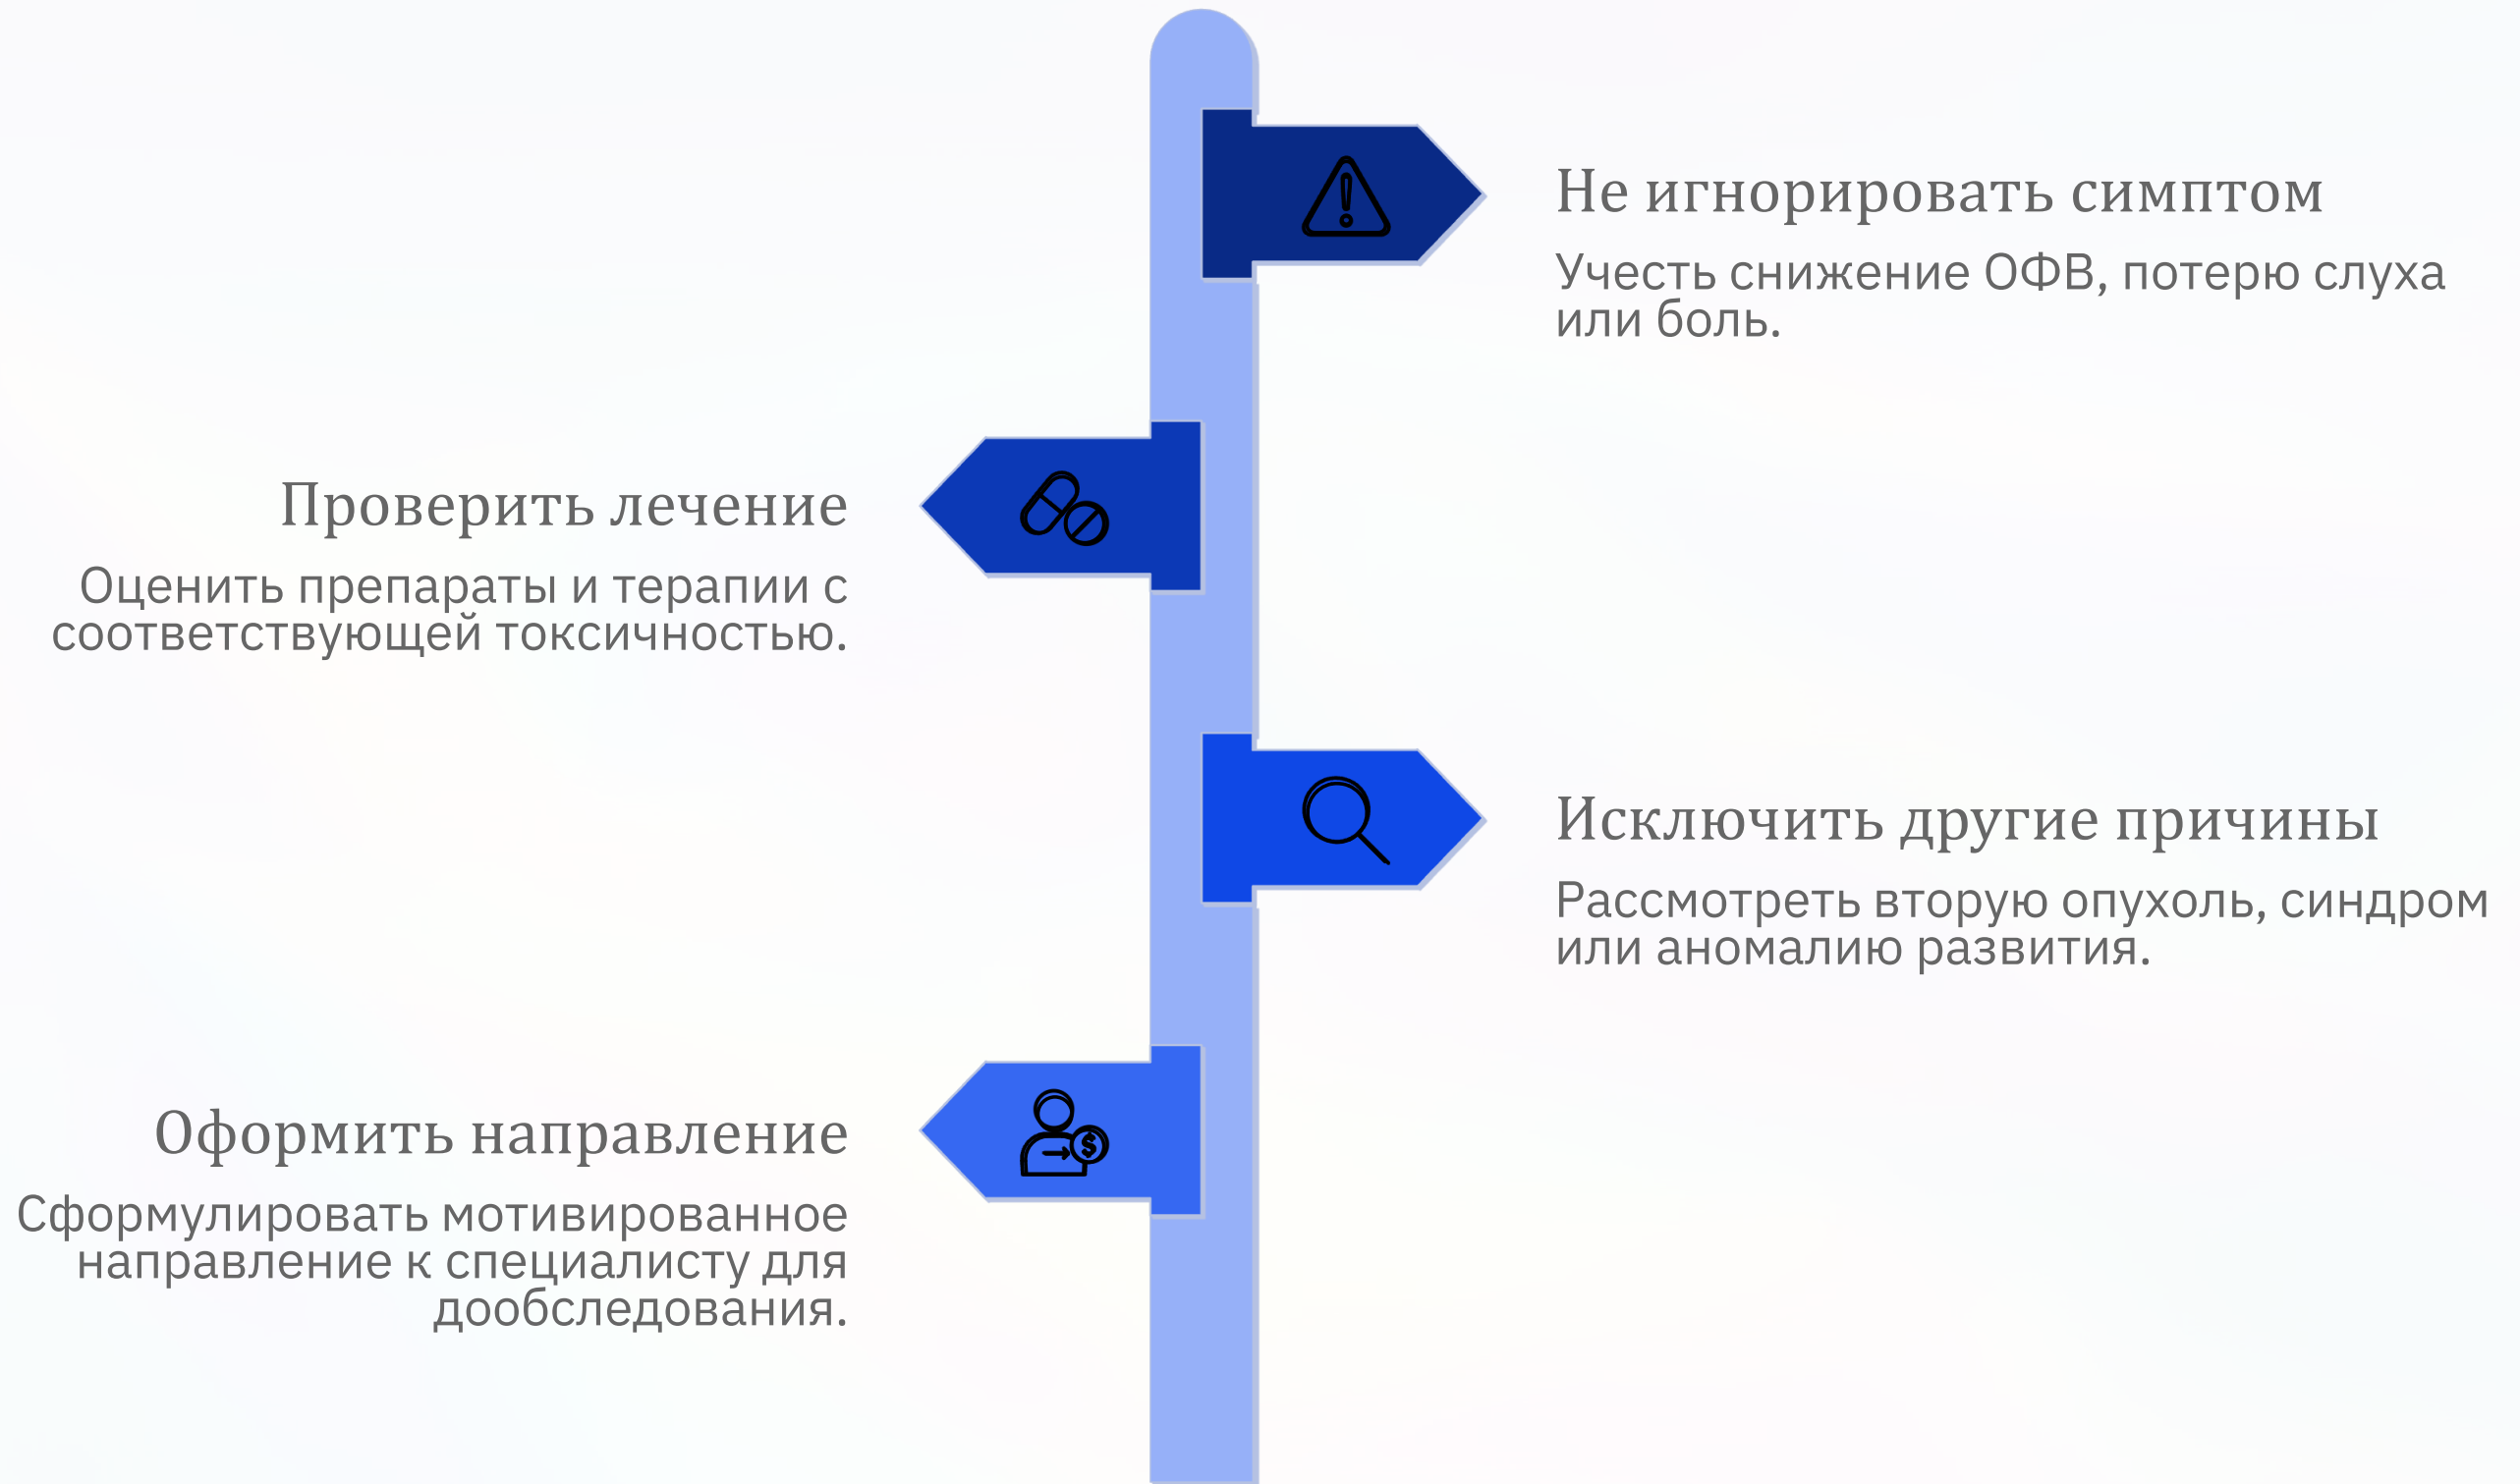 Не игнорировать симптом
Учесть снижение ОФВ, потерю слуха
или боль.
Проверить лечение
Оценить препараты и терапии с
соответствующей токсичностью.
Исключить другие причины
Рассмотреть вторую опухоль, синдром
или аномалию развития.
Оформить направление
Сформулировать мотивированное
направление к специалисту для
дообследования.
$